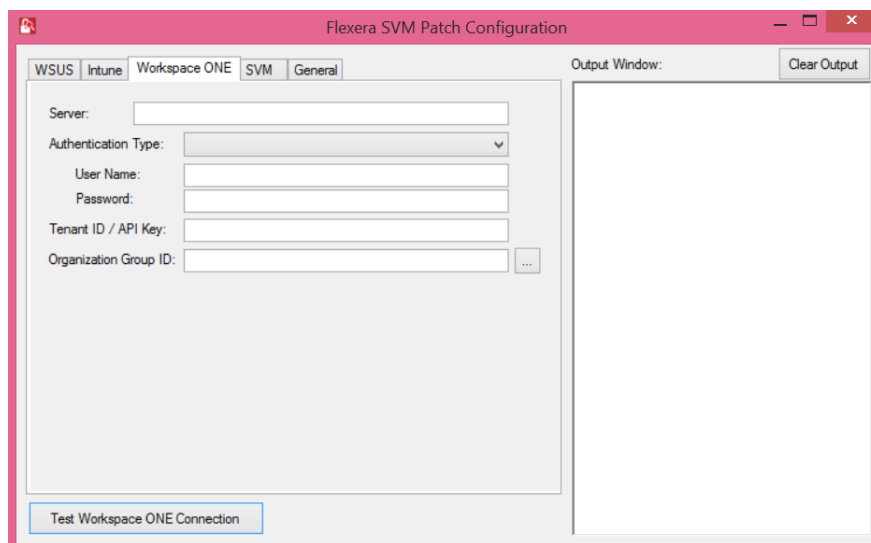 Flexera SVM Patch Configuration
WSUS Intune Workspace ONE SVM General
Output Window:
Clear Output
Server:
Authentication Type:
User Name:
Password:
Tenant ID / API Key:
Organization Group ID:
...
Test Workspace ONE Connection